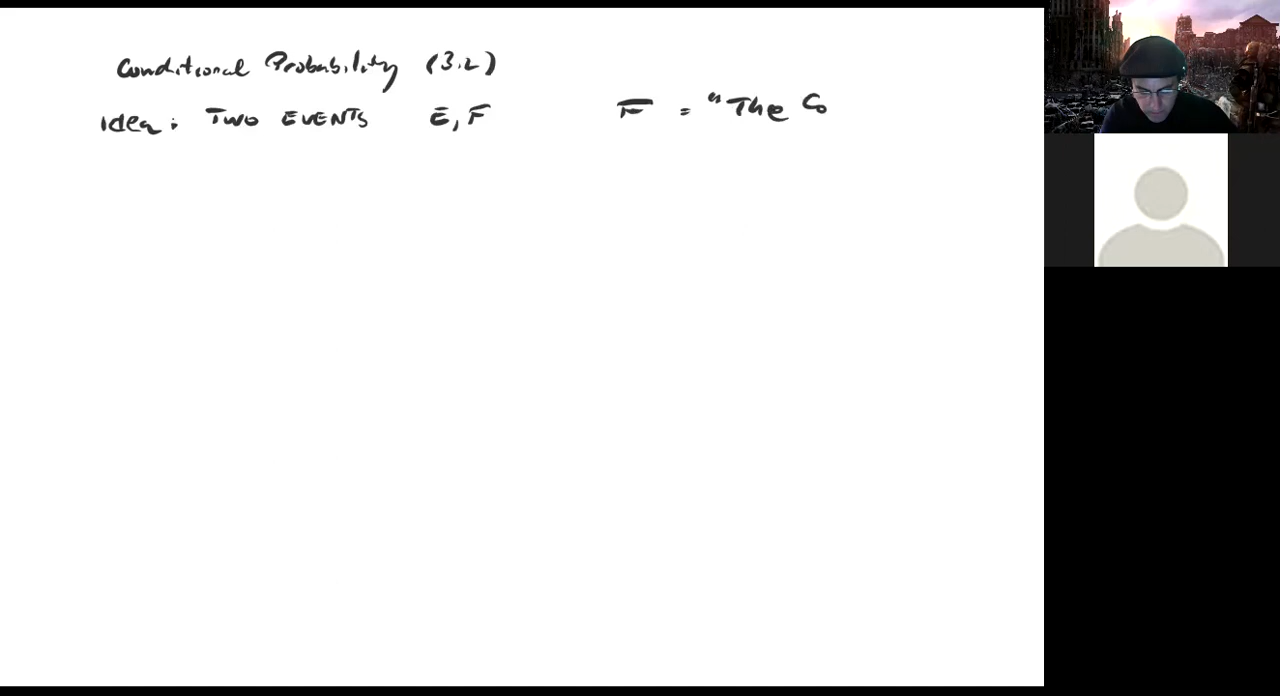 Conditional Probability (3.2)
Idea: TWO EVENTS E, F
F = "The Co